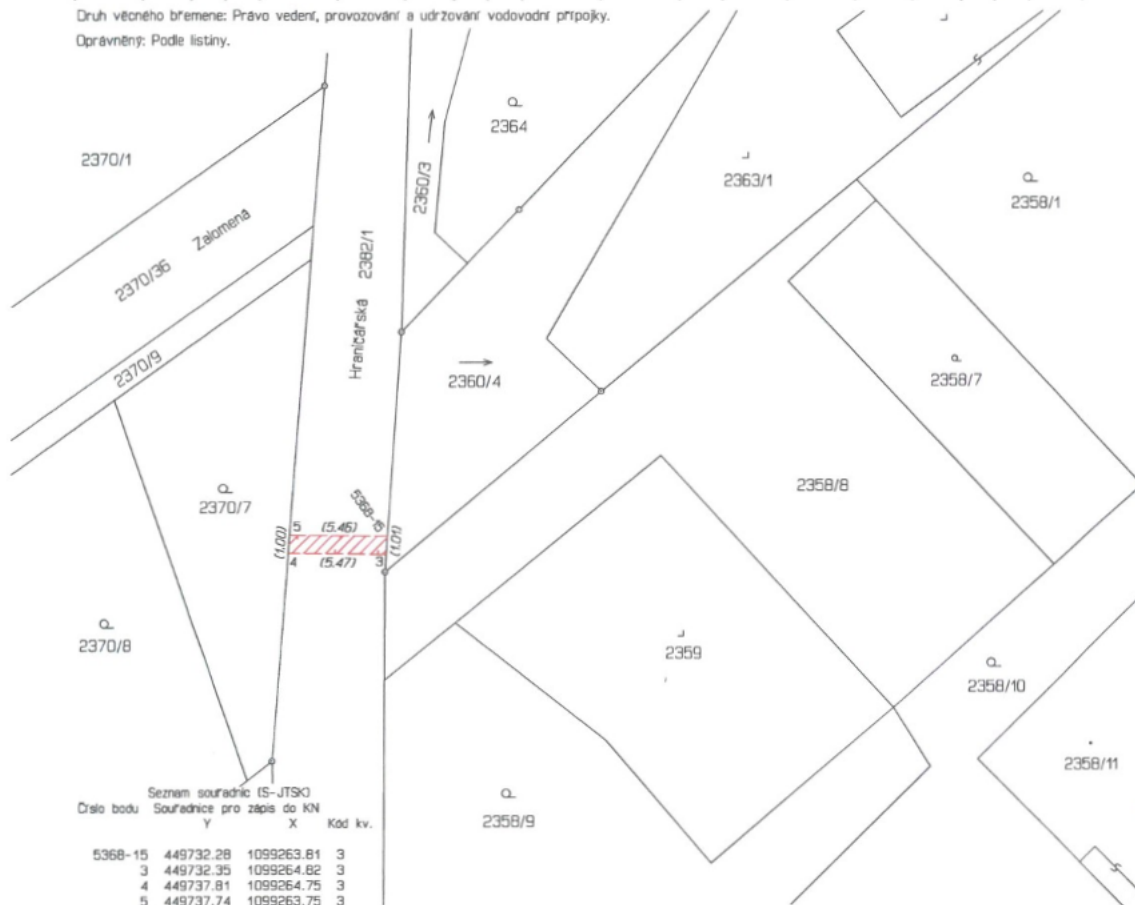 Druh věcného břemene: Právo vedení, provozování a udržování vodovodní přípojky.
Oprávněný: Podle listiny.
2370/1
2364
2360/3
2363/1
2358/1
2370/36 Zalomená
Hraničářská 2382/1
2370/9
2360/4
2358/7
2370/7
2358/8
5368-15
5 (5.46)
(1.00)
(1.01)
4 (5.47) 3
2370/8
2359
2358/10
2358/11
2358/9
Seznam souřadnic (S-JTSK)
Číslo bodu Souřadnice pro zápis do KN
Y X Kód kv.
5368-15 449732.28 1099263.81 3
3 449732.35 1099264.82 3
4 449737.81 1099264.75 3
5 449737.74 1099263.75 3